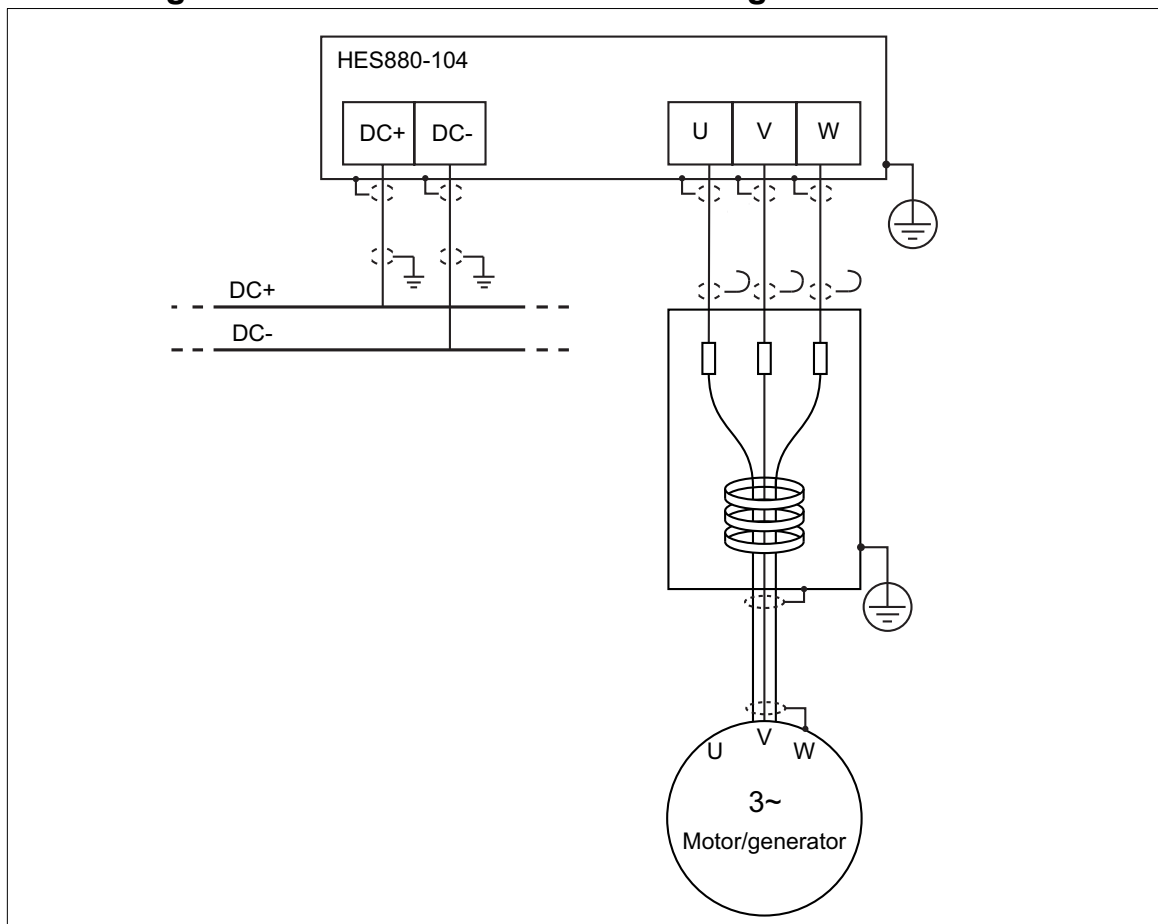 HES880-104
DC+ DC- U V W
DC+
DC-
U V W
3~
Motor/generator